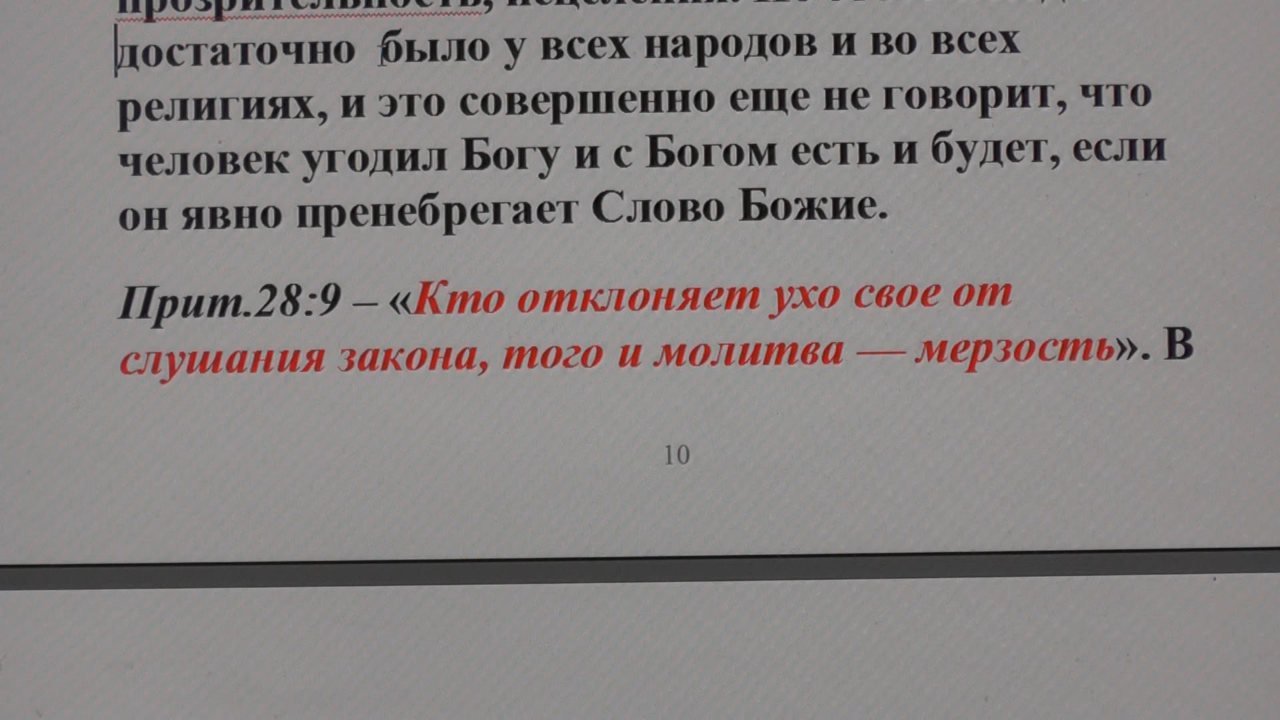 прозрительность,
достаточно было у всех народов и во всех
религиях, и это совершенно еще не говорит, что
человек угодил Богу и с Богом есть и будет, если
он явно пренебрегает Слово Божие.
Прит.28:9 – «Кто отклоняет ухо свое от
слушания закона, того и молитва — мерзость». В
10